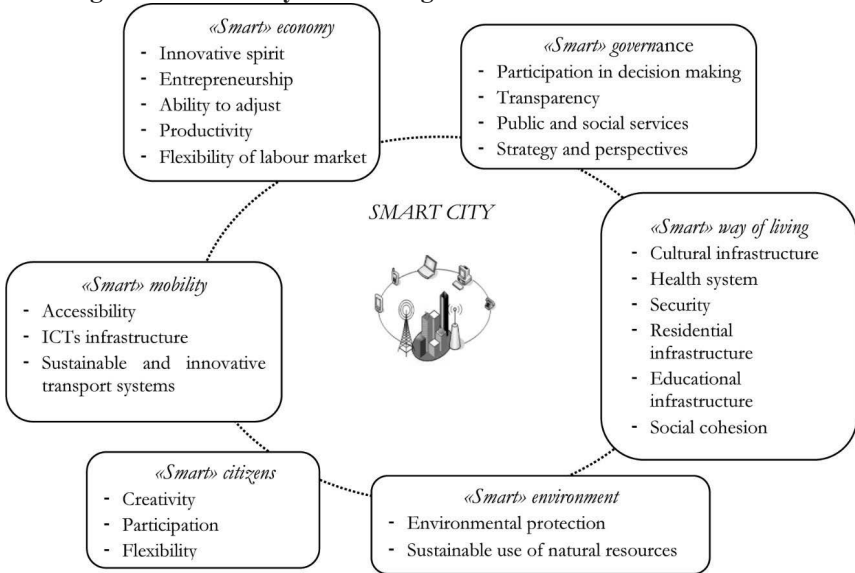 «Smart» economy
- Innovative spirit
- Entrepreneurship
- Ability to adjust
- Productivity
- Flexibility of labour market
«Smart» governance
- Participation in decision making
- Transparency
- Public and social services
- Strategy and perspectives
SMART CITY
«Smart» way of living
- Cultural infrastructure
- Health system
- Security
- Residential
infrastructure
- Educational
infrastructure
- Social cohesion
«Smart» mobility
- Accessibility
- ICTs infrastructure
- Sustainable and innovative
transport systems
«Smart» citizens
- Creativity
- Participation
- Flexibility
«Smart» environment
- Environmental protection
- Sustainable use of natural resources